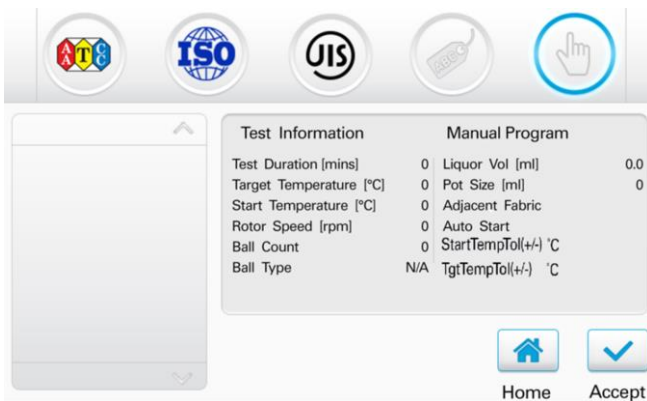 AATCC
ISO
JIS
ABC
Test Information
Manual Program
Test Duration [mins] 0 Liquor Vol [ml] 0.0
Target Temperature [°C] 0 Pot Size [ml] 0
Start Temperature [°C] 0 Adjacent Fabric
Rotor Speed [rpm] 0 Auto Start
Ball Count 0 StartTempTol(+/-) °C
Ball Type N/A TgtTempTol(+/-) °C
Home
Accept